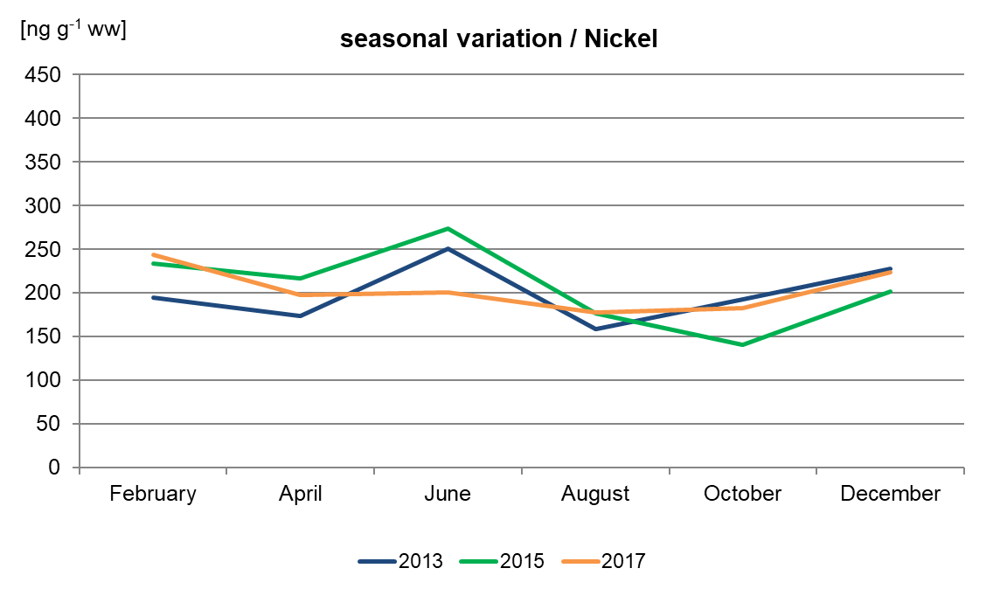 [ng g⁻¹ ww]
seasonal variation / Nickel
450
400
350
300
250
200
150
100
50
0
February April June August October December
2013 2015 2017